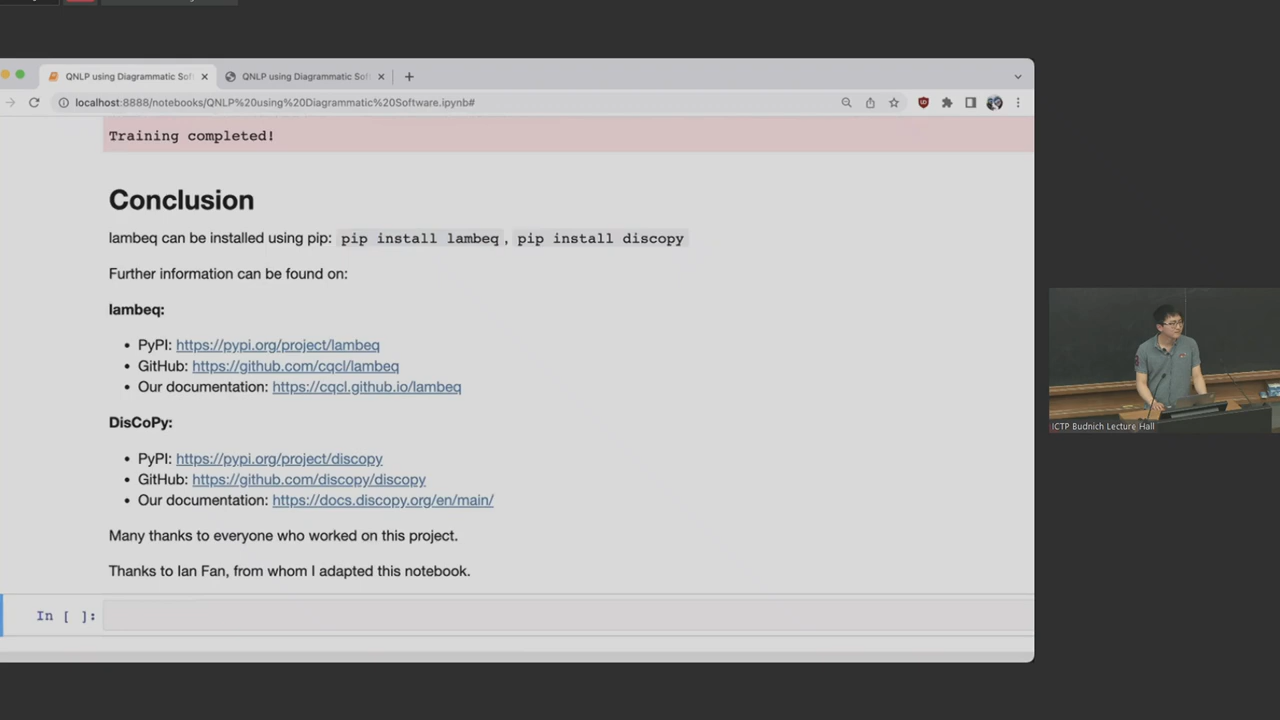 QNLP using Diagrammatic Sof
QNLP using Diagrammatic Sof
localhost:8888/notebooks/QNLP%20using%20Diagrammatic%20Software.ipynb#
Training completed!
Conclusion
lambeq can be installed using pip: pip install lambeq, pip install discopy
Further information can be found on:
lambeq:
• PyPI: https://pypi.org/project/lambeq
• GitHub: https://github.com/cqcl/lambeq
• Our documentation: https://cqcl.github.io/lambeq
DisCoPy:
• PyPI: https://pypi.org/project/discopy
• GitHub: https://github.com/discopy/discopy
• Our documentation: https://docs.discopy.org/en/main/
Many thanks to everyone who worked on this project.
Thanks to Ian Fan, from whom I adapted this notebook.
In [ ]:
ICTP Budnich Lecture Hall